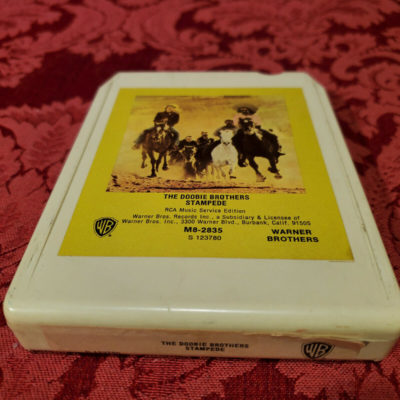 THE DOOBIE BROTHERS
STAMPEDE
RCA Music Service Edition
Warner Bros. Records Inc., a Subsidiary & Licensee of
Warner Bros. Inc., 3300 Warner Blvd., Burbank, Calif. 91505
M8-2835
S 123780
WB
WARNER
BROTHERS
THE DOOBIE BROTHERS
STAMPEDE
WB